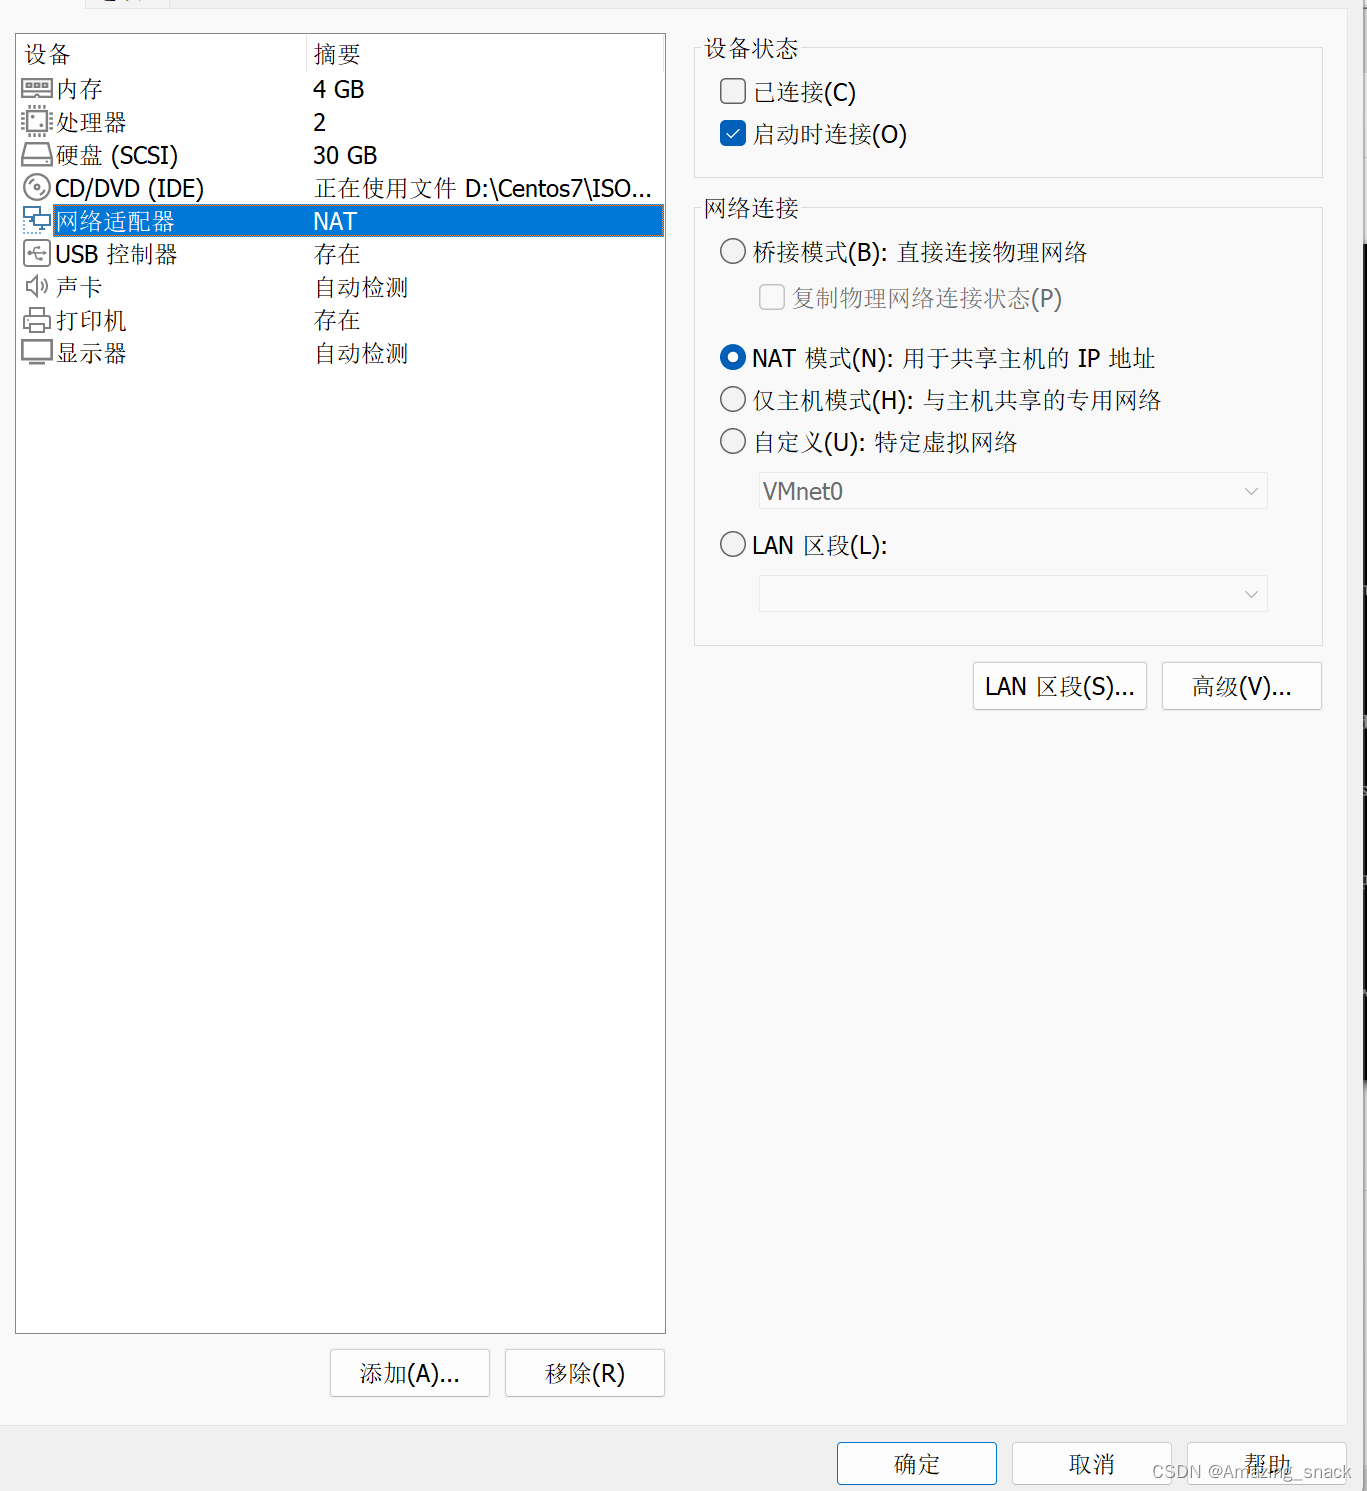 设备 摘要
内存 4 GB
处理器 2
硬盘 (SCSI) 30 GB
CD/DVD (IDE) 正在使用文件 D:\Centos7\ISO...
网络适配器 NAT
USB 控制器 存在
声卡 自动检测
打印机 存在
显示器 自动检测
添加(A)... 移除(R)
设备状态
已连接(C)
启动时连接(O)
网络连接
桥接模式(B): 直接连接物理网络
复制物理网络连接状态(P)
NAT 模式(N): 用于共享主机的 IP 地址
仅主机模式(H): 与主机共享的专用网络
自定义(U): 特定虚拟网络
VMnet0
LAN 区段(L):
LAN 区段(S)... 高级(V)...
确定 取消 帮助
CSDN @Amazing_snack